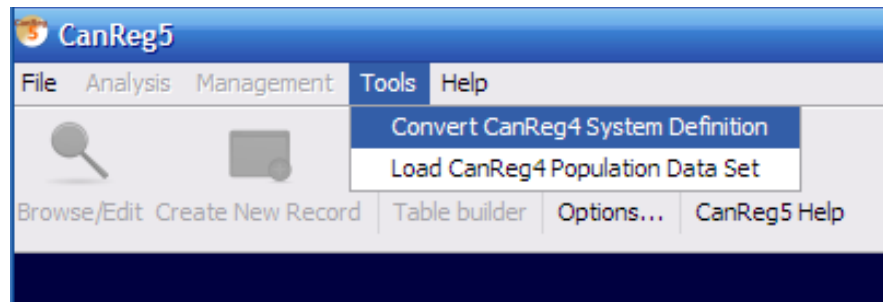 CanReg5
File Analysis Management Tools Help
Convert CanReg4 System Definition
Load CanReg4 Population Data Set
Browse/Edit Create New Record Table builder Options... CanReg5 Help